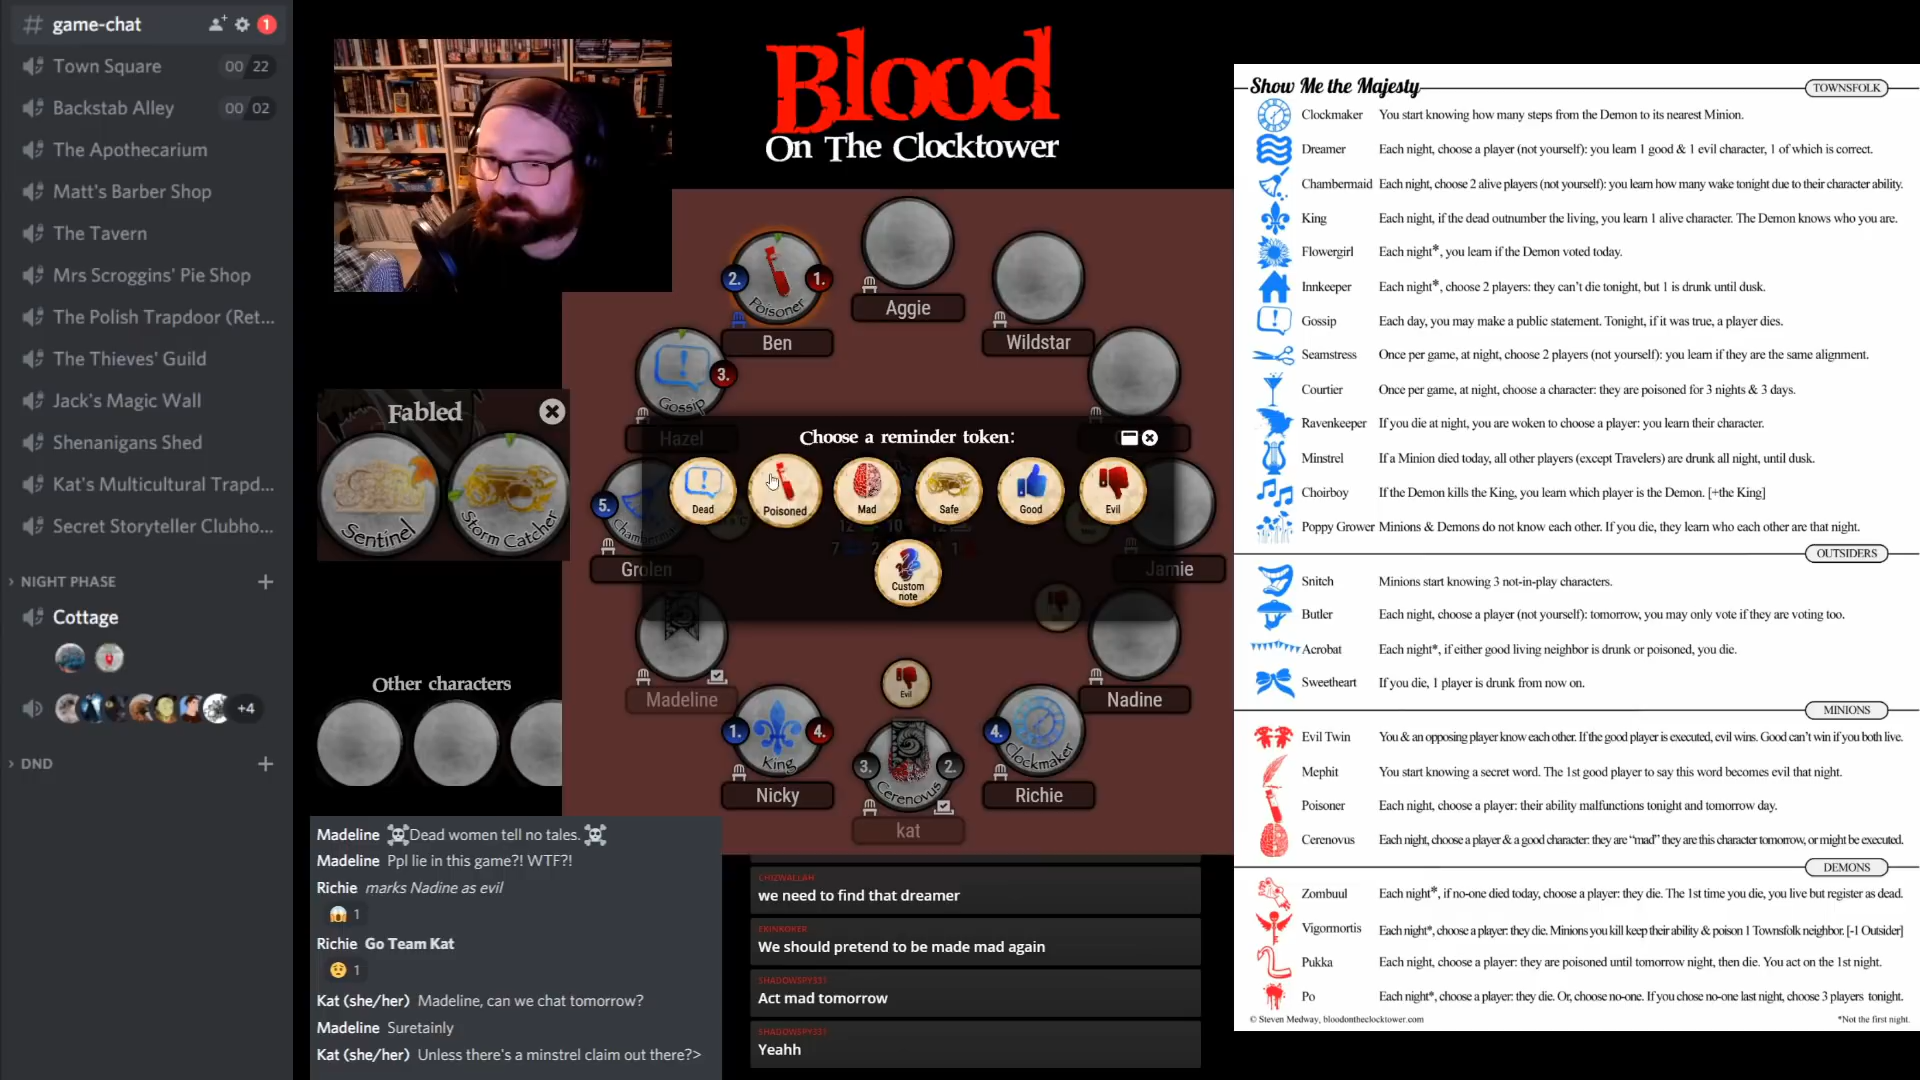 # game-chat
1
Town Square
00 22
Backstab Alley
00 02
The Apothecarium
Matt's Barber Shop
The Tavern
Mrs Scroggins' Pie Shop
The Polish Trapdoor (Ret...
The Thieves' Guild
Jack's Magic Wall
Shenanigans Shed
Kat's Multicultural Trapd...
Secret Storyteller Clubho...
NIGHT PHASE
Cottage
+4
DND
Blood
On The Clocktower
Fabled
Sentinel
Storm Catcher
Other characters
2.
1.
Poisoner
Ben
Aggie
Wildstar
Gossip
3.
Hazel
Choose a reminder token:
Dead
Poisoned
Mad
Safe
Good
Evil
Custom
note
5.
Grolen
Jamie
Madeline
Nadine
Evil
1.
King
4.
Nicky
3.
Cerenovus
2.
kat
4.
Clockmaker
Richie
Madeline ☠Dead women tell no tales.☠
Madeline Ppl lie in this game?! WTF?!
Richie marks Nadine as evil
1
Richie Go Team Kat
1
Kat (she/her) Madeline, can we chat tomorrow?
Madeline Suretainly
Kat (she/her) Unless there's a minstrel claim out there?>
CHIZWALLAH
we need to find that dreamer
EKINROKER
We should pretend to be made mad again
SHADOWSPY331
Act mad tomorrow
SHADOWSPY331
Yeahh
Show Me the Majesty
TOWNSFOLK
Clockmaker You start knowing how many steps from the Demon to its nearest Minion.
Dreamer Each night, choose a player (not yourself): you learn 1 good & 1 evil character, 1 of which is correct.
Chambermaid Each night, choose 2 alive players (not yourself): you learn how many wake tonight due to their character ability.
King Each night, if the dead outnumber the living, you learn 1 alive character. The Demon knows who you are.
Flowergirl Each night*, you learn if the Demon voted today.
Innkeeper Each night*, choose 2 players: they can't die tonight, but 1 is drunk until dusk.
Gossip Each day, you may make a public statement. Tonight, if it was true, a player dies.
Seamstress Once per game, at night, choose 2 players (not yourself): you learn if they are the same alignment.
Courtier Once per game, at night, choose a character: they are poisoned for 3 nights & 3 days.
Ravenkeeper If you die at night, you are woken to choose a player: you learn their character.
Minstrel If a Minion died today, all other players (except Travelers) are drunk all night, until dusk.
Choirboy If the Demon kills the King, you learn which player is the Demon. [+the King]
Poppy Grower Minions & Demons do not know each other. If you die, they learn who each other are that night.
OUTSIDERS
Snitch Minions start knowing 3 not-in-play characters.
Butler Each night, choose a player (not yourself): tomorrow, you may only vote if they are voting too.
Acrobat Each night*, if either good living neighbor is drunk or poisoned, you die.
Sweetheart If you die, 1 player is drunk from now on.
MINIONS
Evil Twin You & an opposing player know each other. If the good player is executed, evil wins. Good can't win if you both live.
Mephit You start knowing a secret word. The 1st good player to say this word becomes evil that night.
Poisoner Each night, choose a player: their ability malfunctions tonight and tomorrow day.
Cerenovus Each night, choose a player & a good character: they are "mad" they are this character tomorrow, or might be executed.
DEMONS
Zombuul Each night*, if no-one died today, choose a player: they die. The 1st time you die, you live but register as dead.
Vigormortis Each night*, choose a player: they die. Minions you kill keep their ability & poison 1 Townsfolk neighbor. [-1 Outsider]
Pukka Each night, choose a player: they are poisoned until tomorrow night, then die. You act on the 1st night.
Po Each night*, choose a player: they die. Or, choose no-one. If you chose no-one last night, choose 3 players tonight.
© Steven Medway, bloodontheclocktower.com
*Not the first night.